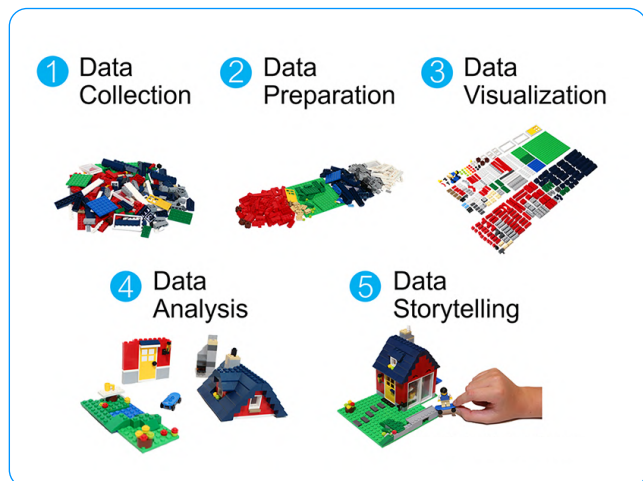 1 Data
Collection
2 Data
Preparation
3 Data
Visualization
4 Data
Analysis
5 Data
Storytelling